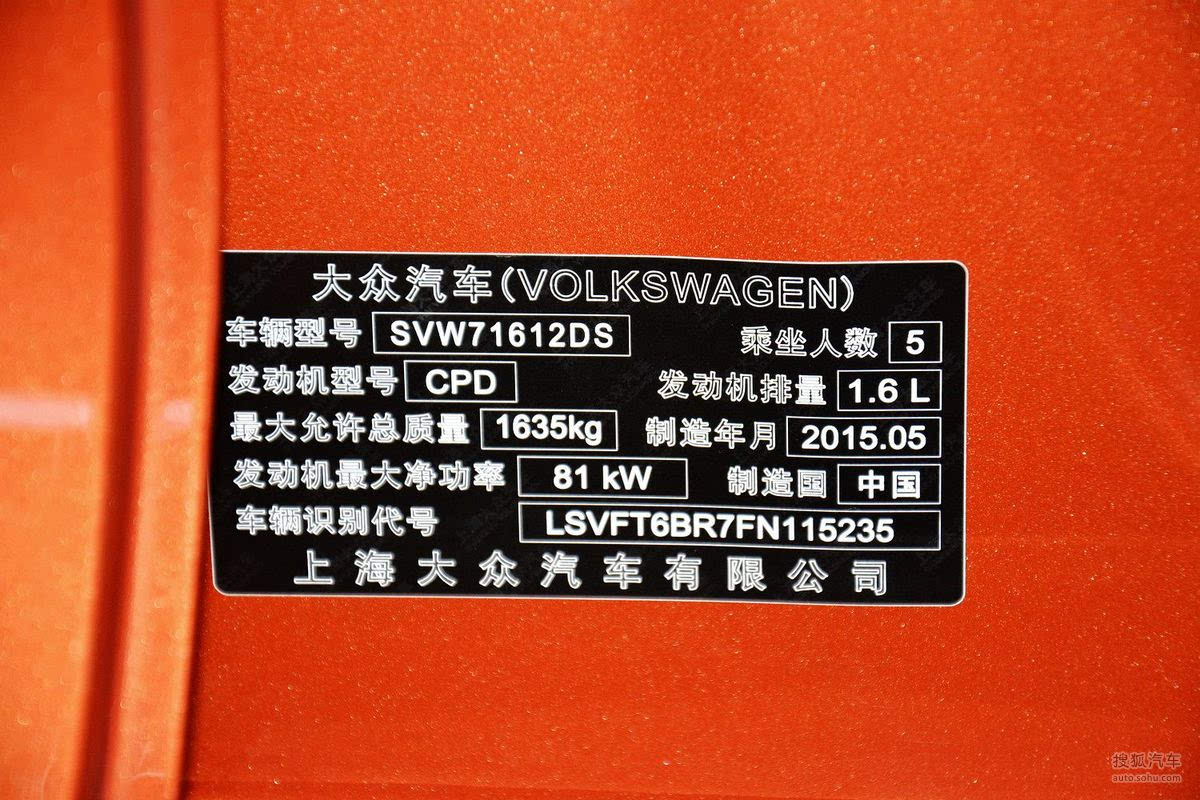 大众汽车(VOLKSWAGEN)
车辆型号 SVW71612DS 乘坐人数 5
发动机型号 CPD 发动机排量 1.6 L
最大允许总质量 1635kg 制造年月 2015.05
发动机最大净功率 81 kW 制造国 中国
车辆识别代号 LSVFT6BR7FN115235
上海大众汽车有限公司
搜狐汽车
auto.sohu.com